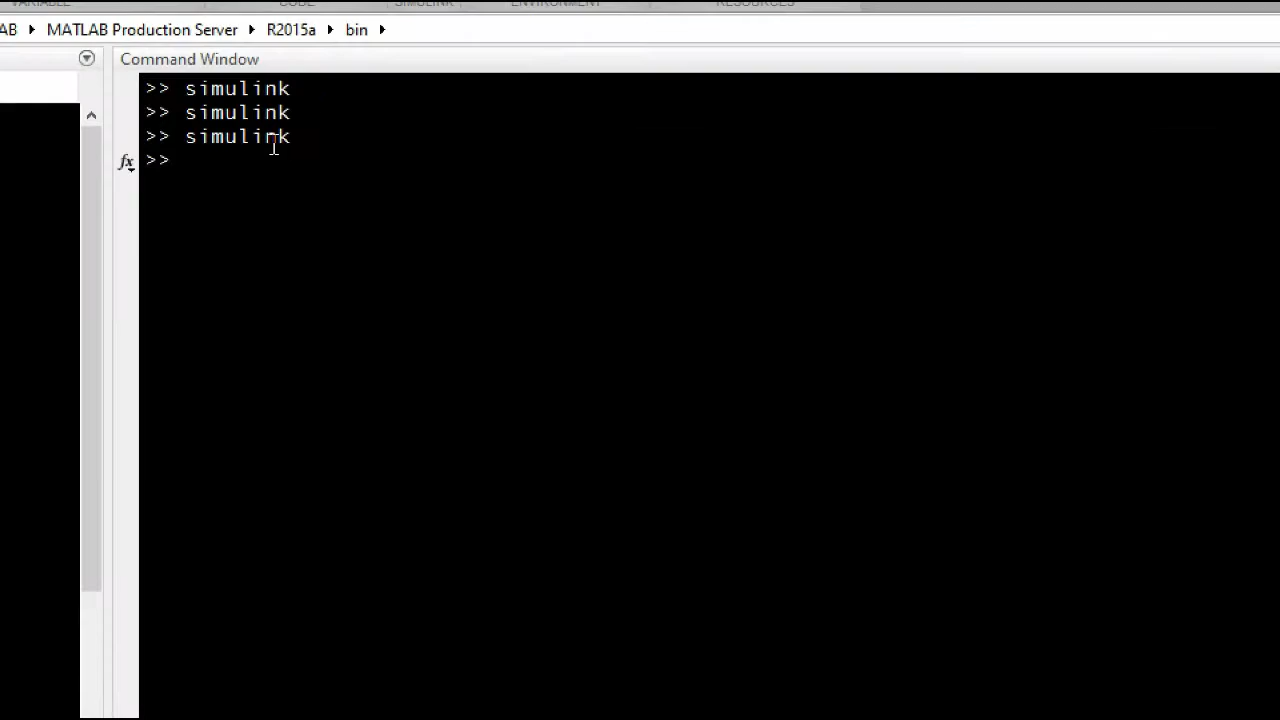 VARIABLE CODE SIMULINK ENVIRONMENT RESOURCES
AB MATLAB Production Server R2015a bin
Command Window
>> simulink
>> simulink
>> simulink
fx >>